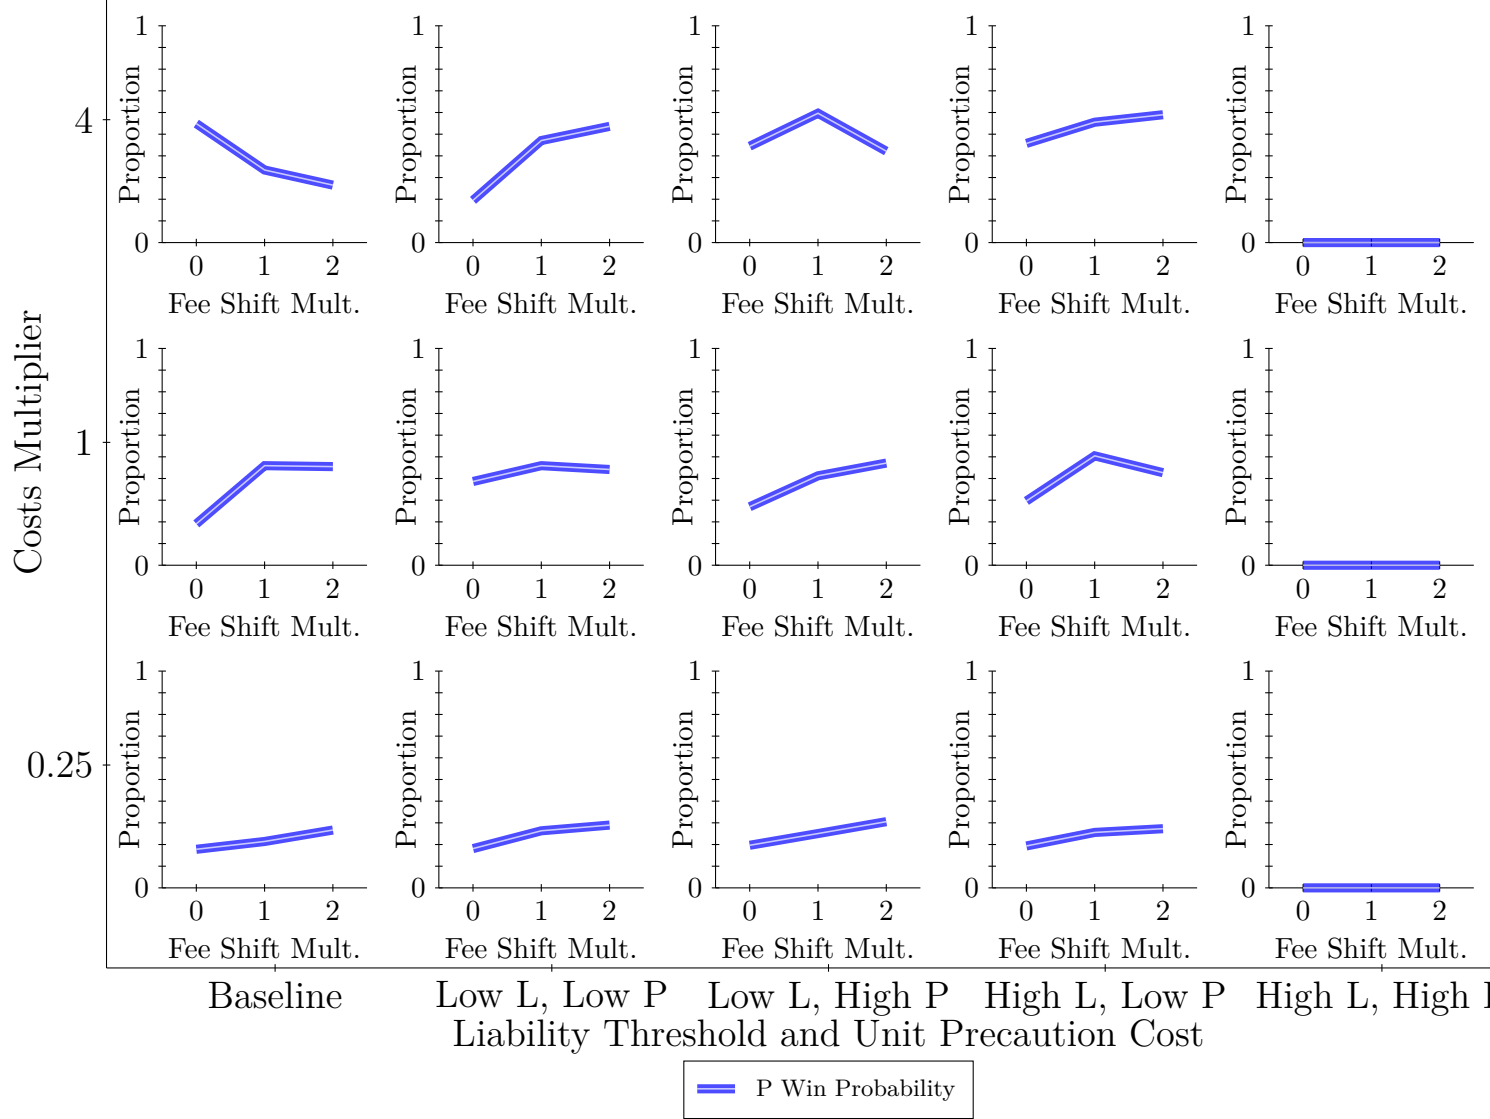 1 1 1 1 1
Proportion Proportion Proportion Proportion Proportion
4
0 0 0 0 0
0 1 2 0 1 2 0 1 2 0 1 2 0 1 2
Fee Shift Mult. Fee Shift Mult. Fee Shift Mult. Fee Shift Mult. Fee Shift Mult.
Costs Multiplier
1 1 1 1 1
Proportion Proportion Proportion Proportion Proportion
1
0 0 0 0 0
0 1 2 0 1 2 0 1 2 0 1 2 0 1 2
Fee Shift Mult. Fee Shift Mult. Fee Shift Mult. Fee Shift Mult. Fee Shift Mult.
1 1 1 1 1
Proportion Proportion Proportion Proportion Proportion
0.25
0 0 0 0 0
0 1 2 0 1 2 0 1 2 0 1 2 0 1 2
Fee Shift Mult. Fee Shift Mult. Fee Shift Mult. Fee Shift Mult. Fee Shift Mult.
Baseline Low L, Low P Low L, High P High L, Low P High L, High
Liability Threshold and Unit Precaution Cost
P Win Probability